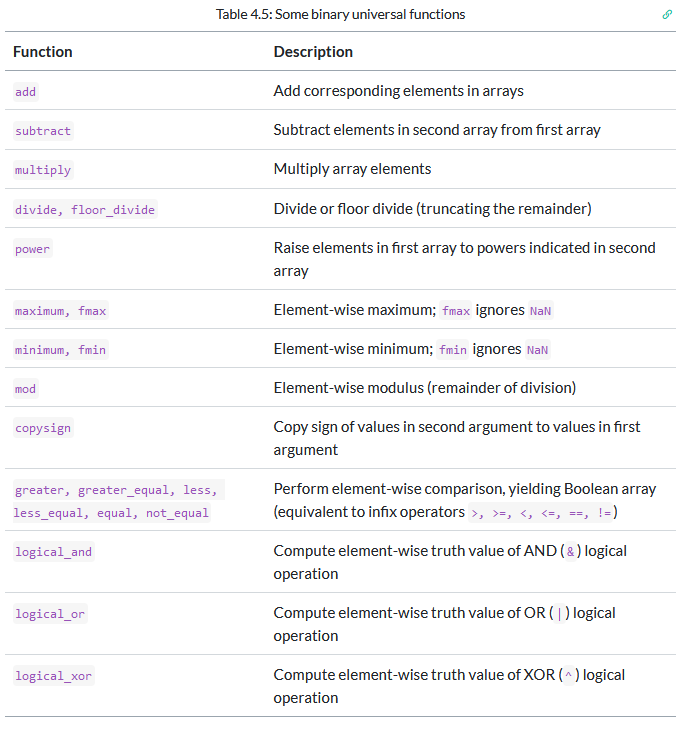 Table 4.5: Some binary universal functions
Function Description
add Add corresponding elements in arrays
subtract Subtract elements in second array from first array
multiply Multiply array elements
divide, floor_divide Divide or floor divide (truncating the remainder)
power Raise elements in first array to powers indicated in second
array
maximum, fmax Element-wise maximum; fmax ignores NaN
minimum, fmin Element-wise minimum; fmin ignores NaN
mod Element-wise modulus (remainder of division)
copysign Copy sign of values in second argument to values in first
argument
greater, greater_equal, less, Perform element-wise comparison, yielding Boolean array
less_equal, equal, not_equal (equivalent to infix operators >, >=, <, <=, ==, !=)
logical_and Compute element-wise truth value of AND (&) logical
operation
logical_or Compute element-wise truth value of OR (|) logical
operation
logical_xor Compute element-wise truth value of XOR (^) logical
operation